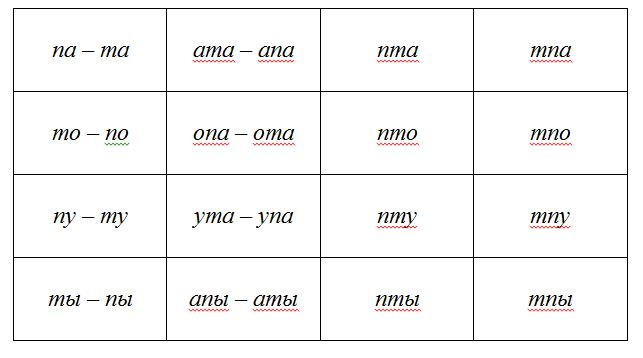 па – та ата – апа пта тпа
то – по опа – ота пто тпо
пу – ту ута – упа пту тпу
ты – пы апы – аты пты тпы